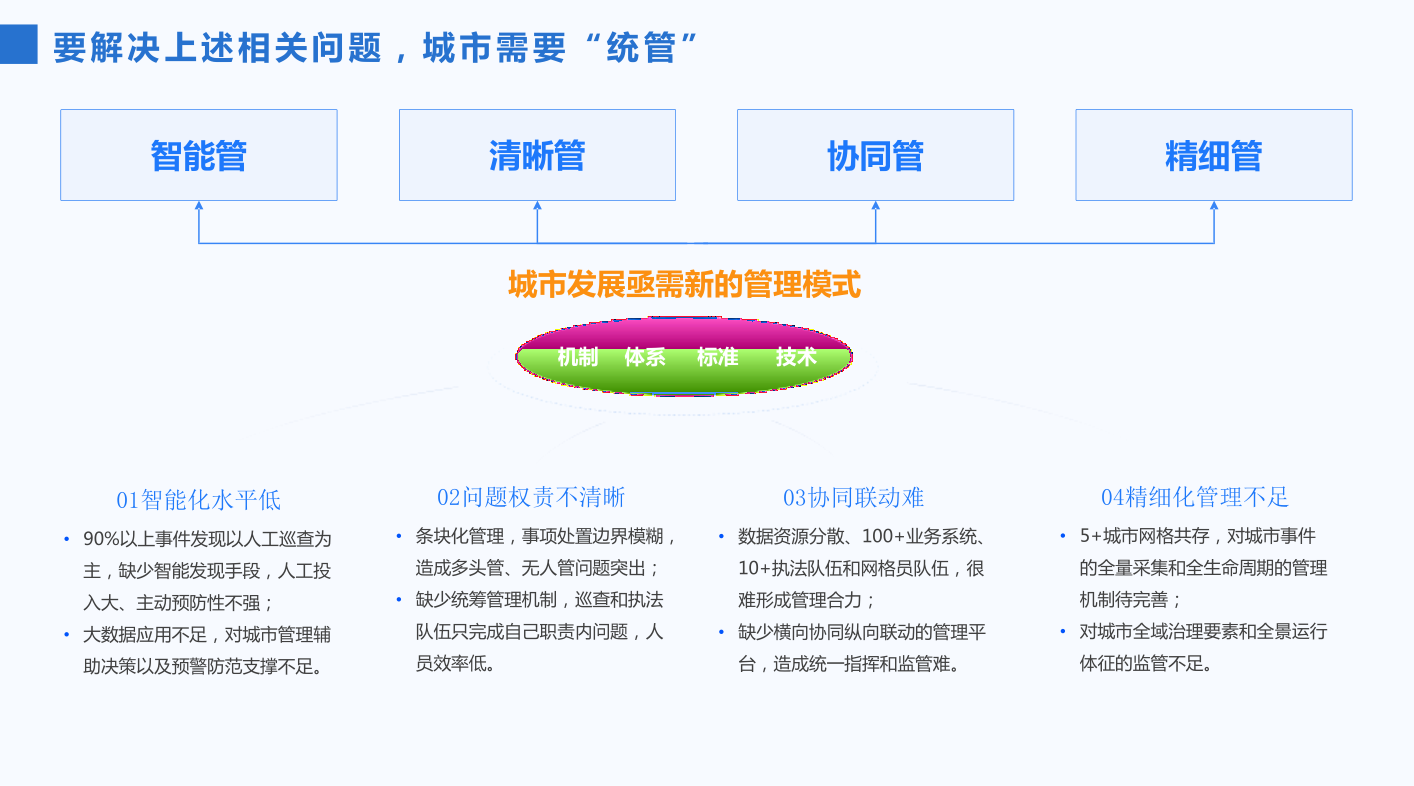 要解决上述相关问题，城市需要“统管”
智能管
清晰管
协同管
精细管
城市发展亟需新的管理模式
机制 体系 标准 技术
01智能化水平低
• 90%以上事件发现以人工巡查为
主，缺少智能发现手段，人工投
入大、主动预防性不强；
• 大数据应用不足，对城市管理辅
助决策以及预警防范支撑不足。
02问题权责不清晰
• 条块化管理，事项处置边界模糊，
造成多头管、无人管问题突出；
• 缺少统筹管理机制，巡查和执法
队伍只完成自己职责内问题，人
员效率低。
03协同联动难
• 数据资源分散、100+业务系统、
10+执法队伍和网格员队伍，很
难形成管理合力；
• 缺少横向协同纵向联动的管理平
台，造成统一指挥和监管难。
04精细化管理不足
• 5+城市网格共存，对城市事件
的全量采集和全生命周期的管理
机制待完善；
• 对城市全域治理要素和全景运行
体征的监管不足。